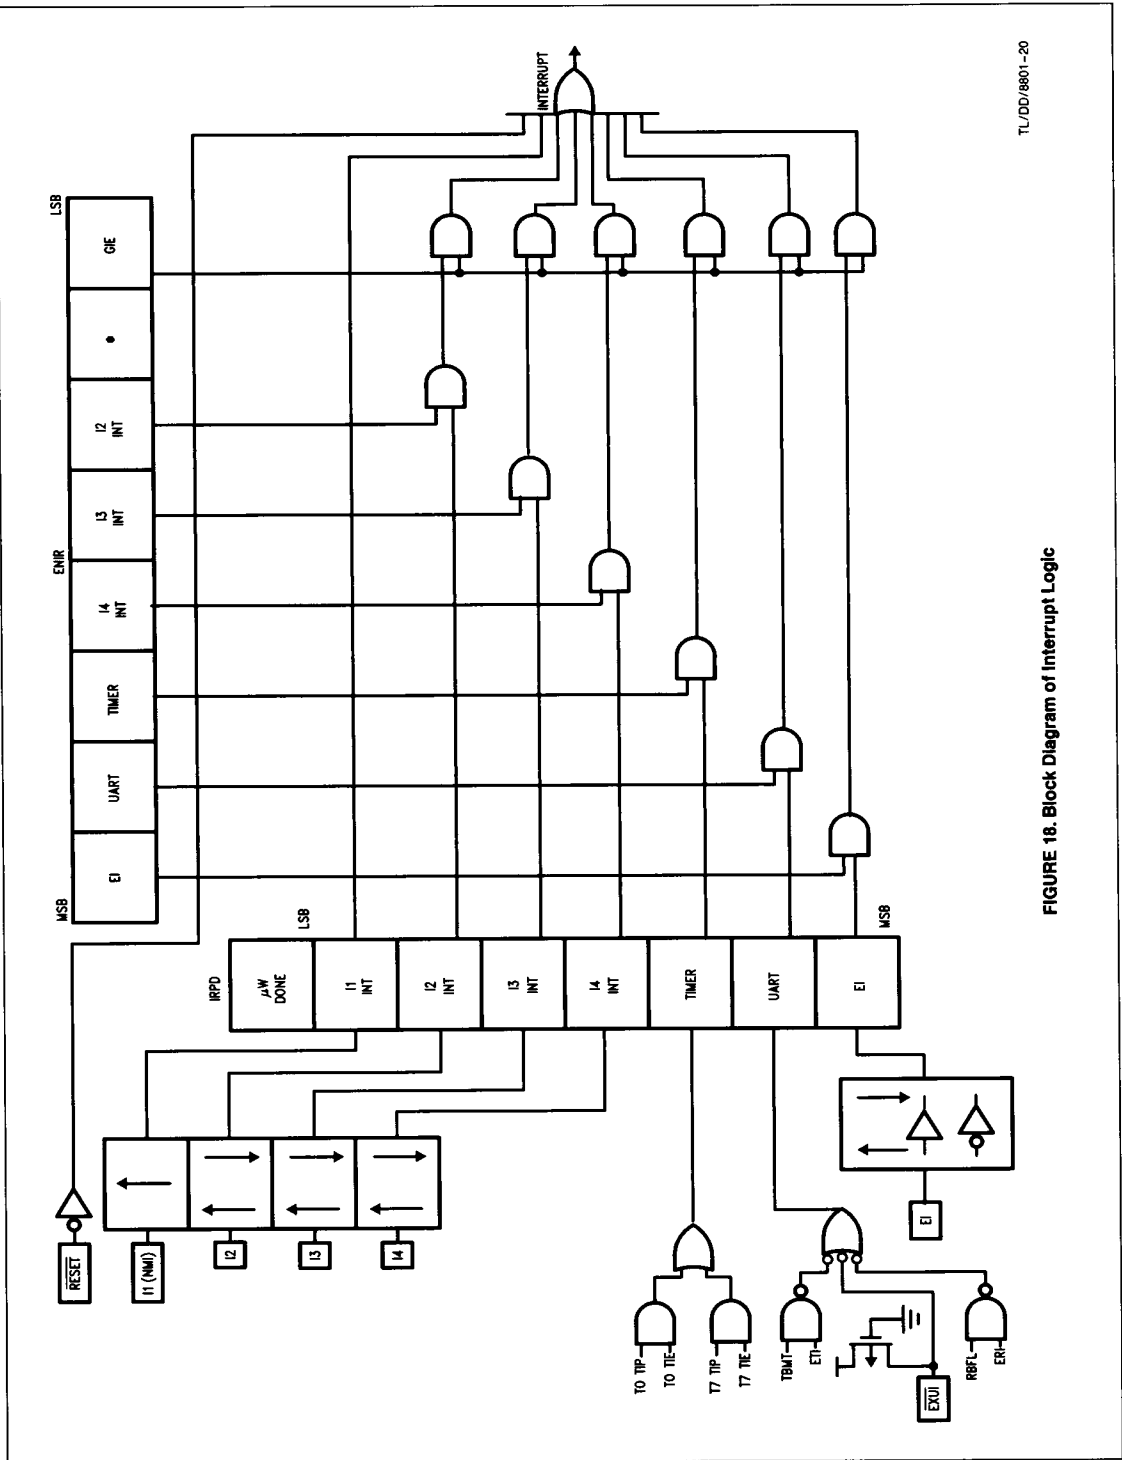 RESET
I1 (NMI)
I2
I3
I4
T0 TIP
T0 TIE
T7 TIP
T7 TIE
TBMT
ETI
EXUI
RBFL
ERI
EI
IRPD
LSB
μW
DONE
I1
INT
I2
INT
I3
INT
I4
INT
TIMER
UART
EI
MSB
MSB
ENIR
LSB
EI
UART
TIMER
I4
INT
I3
INT
I2
INT
*
GIE
INTERRUPT
FIGURE 18. Block Diagram of Interrupt Logic
TL/DD/8801-20